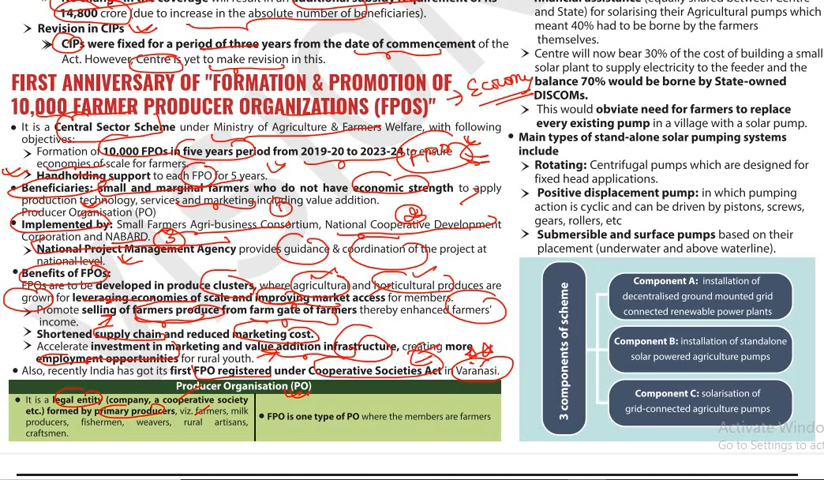 14,800 crore (due to increase in the absolute number of beneficiaries).
Revision in CIPs
CIPs were fixed for a period of three years from the date of commencement of the
Act. However, Centre is yet to make revision in this.
FIRST ANNIVERSARY OF "FORMATION & PROMOTION OF
10,000 FARMER PRODUCER ORGANIZATIONS (FPOS)"
Economy
• It is a Central Sector Scheme under Ministry of Agriculture & Farmers Welfare, with following
objectives:
Formation of 10,000 FPOs in five years period from 2019-20 to 2023-24 to ensure
economies of scale for farmers.
Handholding support to each FPO for 5 years.
• Beneficiaries: Small and marginal farmers who do not have economic strength to apply
production technology, services and marketing including value addition.
Producer Organisation (PO)
• Implemented by: Small Farmers Agri-business Consortium, National Cooperative Development
Corporation and NABARD.
National Project Management Agency provides guidance & coordination of the project at
national level.
• Benefits of FPOs:
FPOs are to be developed in produce clusters, where agricultural and horticultural produces are
grown for leveraging economies of scale and improving market access for members.
Promote selling of farmers produce from farm gate of farmers thereby enhanced farmers'
income.
Shortened supply chain and reduced marketing cost.
Accelerate investment in marketing and value addition infrastructure, creating more
employment opportunities for rural youth.
• Also, recently India has got its first FPO registered under Cooperative Societies Act in Varanasi.
Producer Organisation (PO)
• It is a legal entity (company, a cooperative society
etc.) formed by primary producers, viz. farmers, milk
producers, fishermen, weavers, rural artisans,
craftsmen.
• FPO is one type of PO where the members are farmers
and State) for solarising their Agricultural pumps which
meant 40% had to be borne by the farmers
themselves.
Centre will now bear 30% of the cost of building a small
solar plant to supply electricity to the feeder and the
balance 70% would be borne by State-owned
DISCOMs.
This would obviate need for farmers to replace
every existing pump in a village with a solar pump.
• Main types of stand-alone solar pumping systems
include
Rotating: Centrifugal pumps which are designed for
fixed head applications.
Positive displacement pump: in which pumping
action is cyclic and can be driven by pistons, screws,
gears, rollers, etc
Submersible and surface pumps based on their
placement (underwater and above waterline).
3 components of scheme
Component A: installation of
decentralised ground mounted grid
connected renewable power plants
Component B: installation of standalone
solar powered agriculture pumps
Component C: solarisation of
grid-connected agriculture pumps
Activate Windo
Go to Settings to act